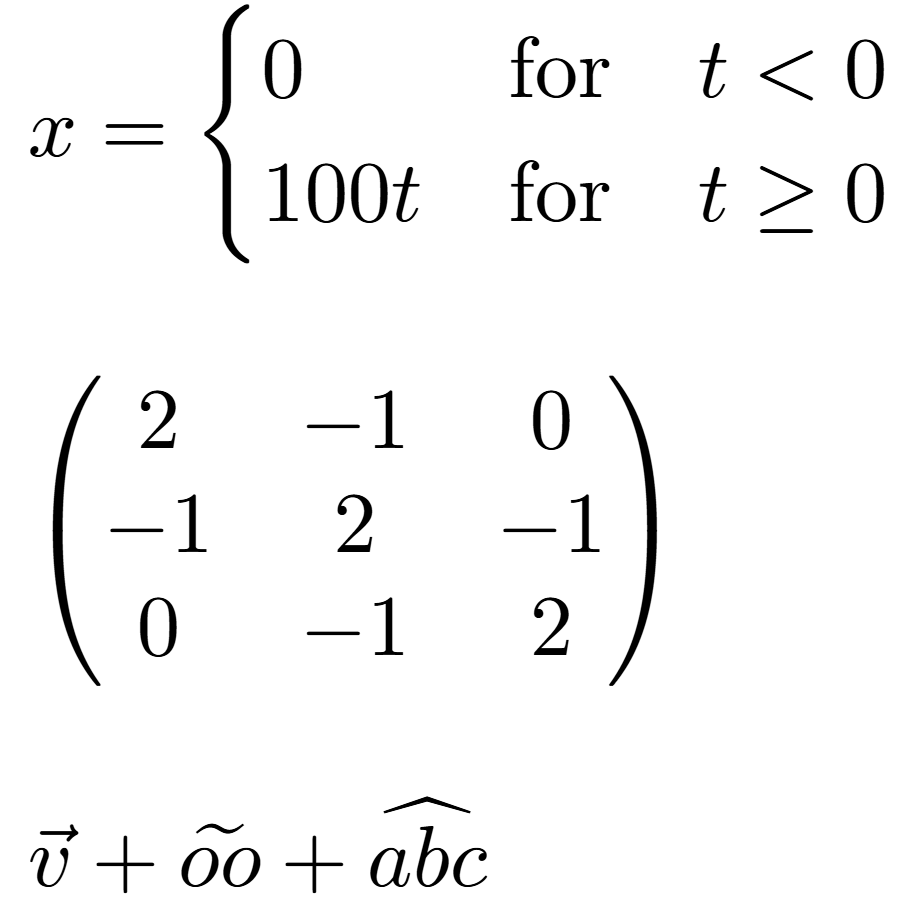 x = { 0 for t < 0
100t for t ≥ 0
( 2 −1 0
−1 2 −1
0 −1 2 )
v⃗ + o͠o + a͡bc